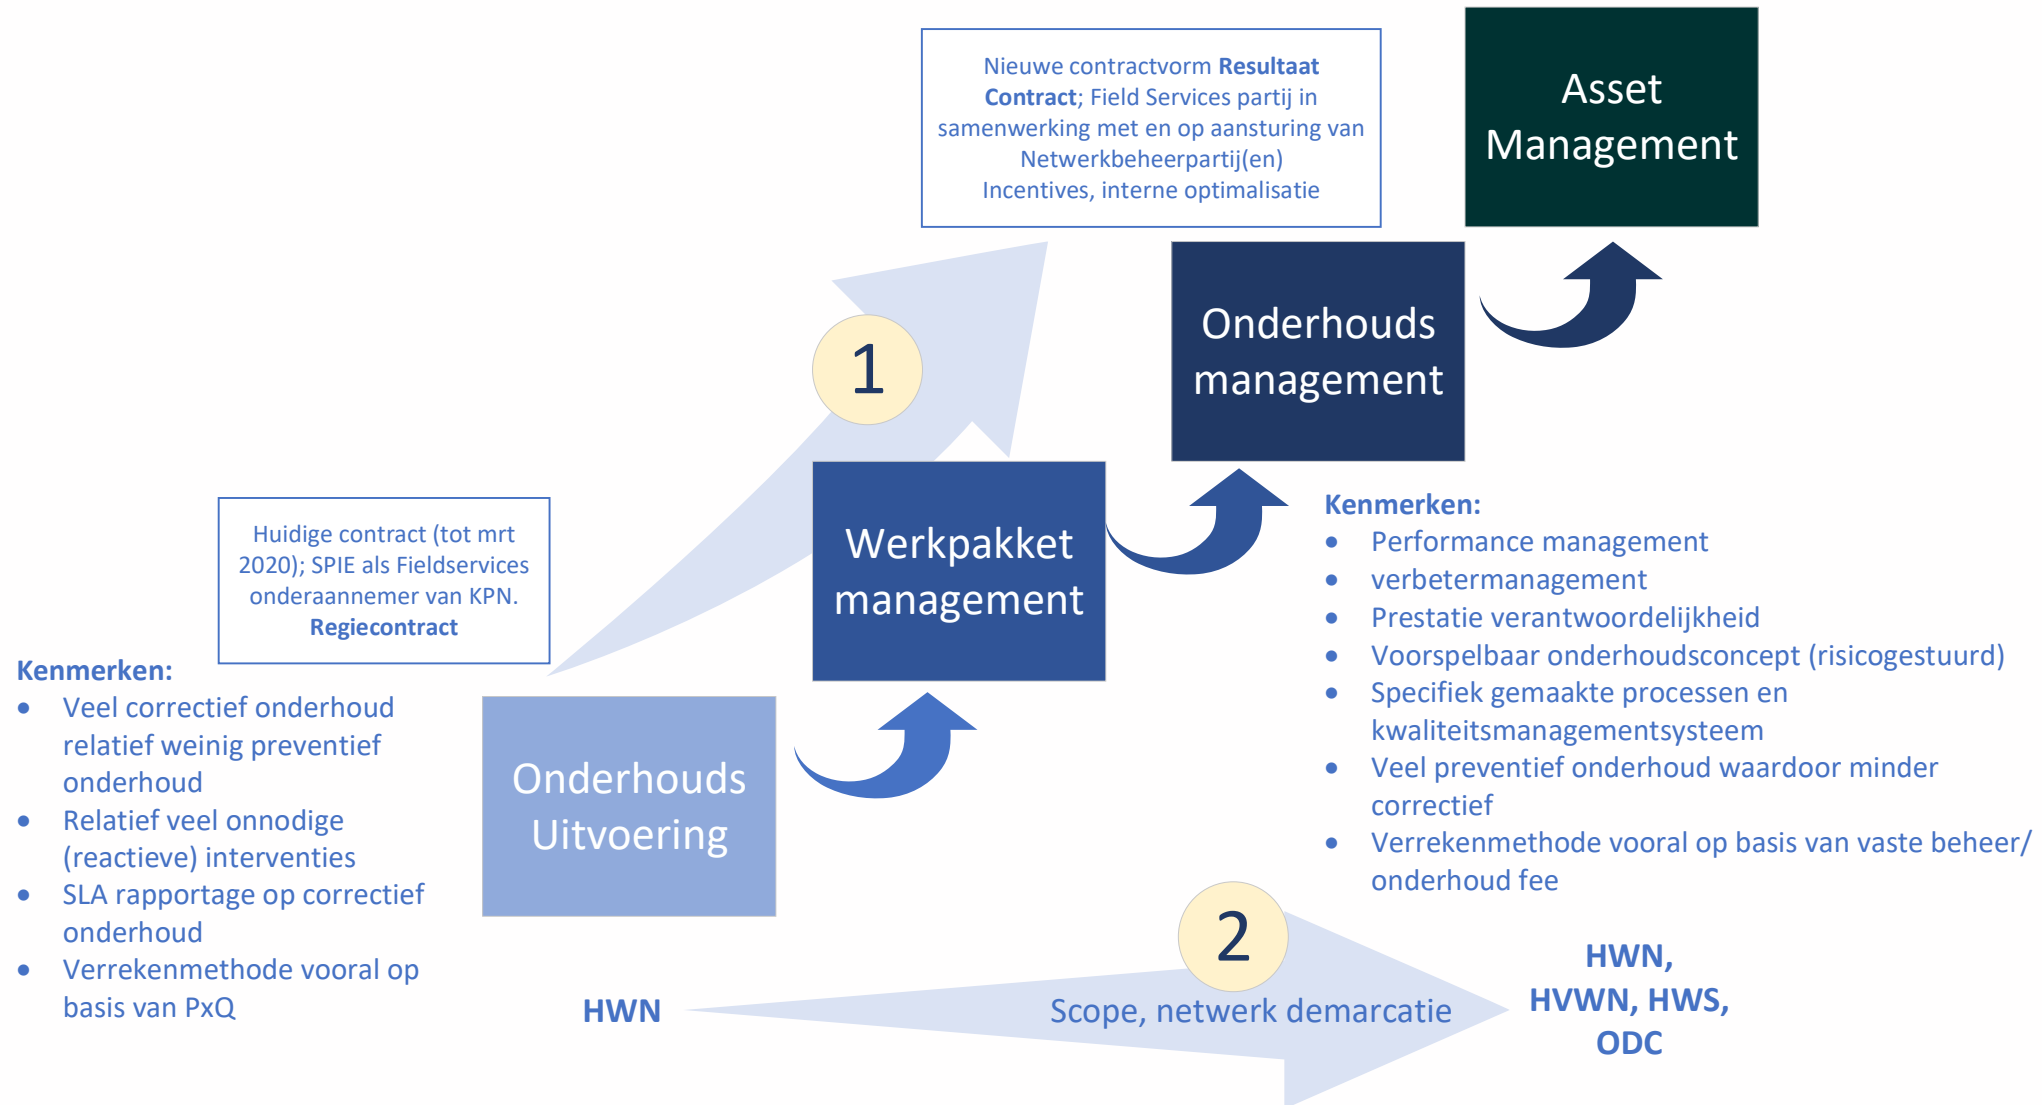 Nieuwe contractvorm Resultaat
Contract; Field Services partij in
samenwerking met en op aansturing van
Netwerkbeheerpartij(en)
Incentives, interne optimalisatie
Asset
Management
Onderhouds
management
1
Werkpakket
management
Huidige contract (tot mrt
2020); SPIE als Fieldservices
onderaannemer van KPN.
Regiecontract
Kenmerken:
• Veel correctief onderhoud
relatief weinig preventief
onderhoud
• Relatief veel onnodige
(reactieve) interventies
• SLA rapportage op correctief
onderhoud
• Verrekenmethode vooral op
basis van PxQ
Onderhouds
Uitvoering
Kenmerken:
• Performance management
• verbetermanagement
• Prestatie verantwoordelijkheid
• Voorspelbaar onderhoudsconcept (risicogestuurd)
• Specifiek gemaakte processen en
kwaliteitsmanagementsysteem
• Veel preventief onderhoud waardoor minder
correctief
• Verrekenmethode vooral op basis van vaste beheer/
onderhoud fee
HWN
2
Scope, netwerk demarcatie
HWN,
HVWN, HWS,
ODC